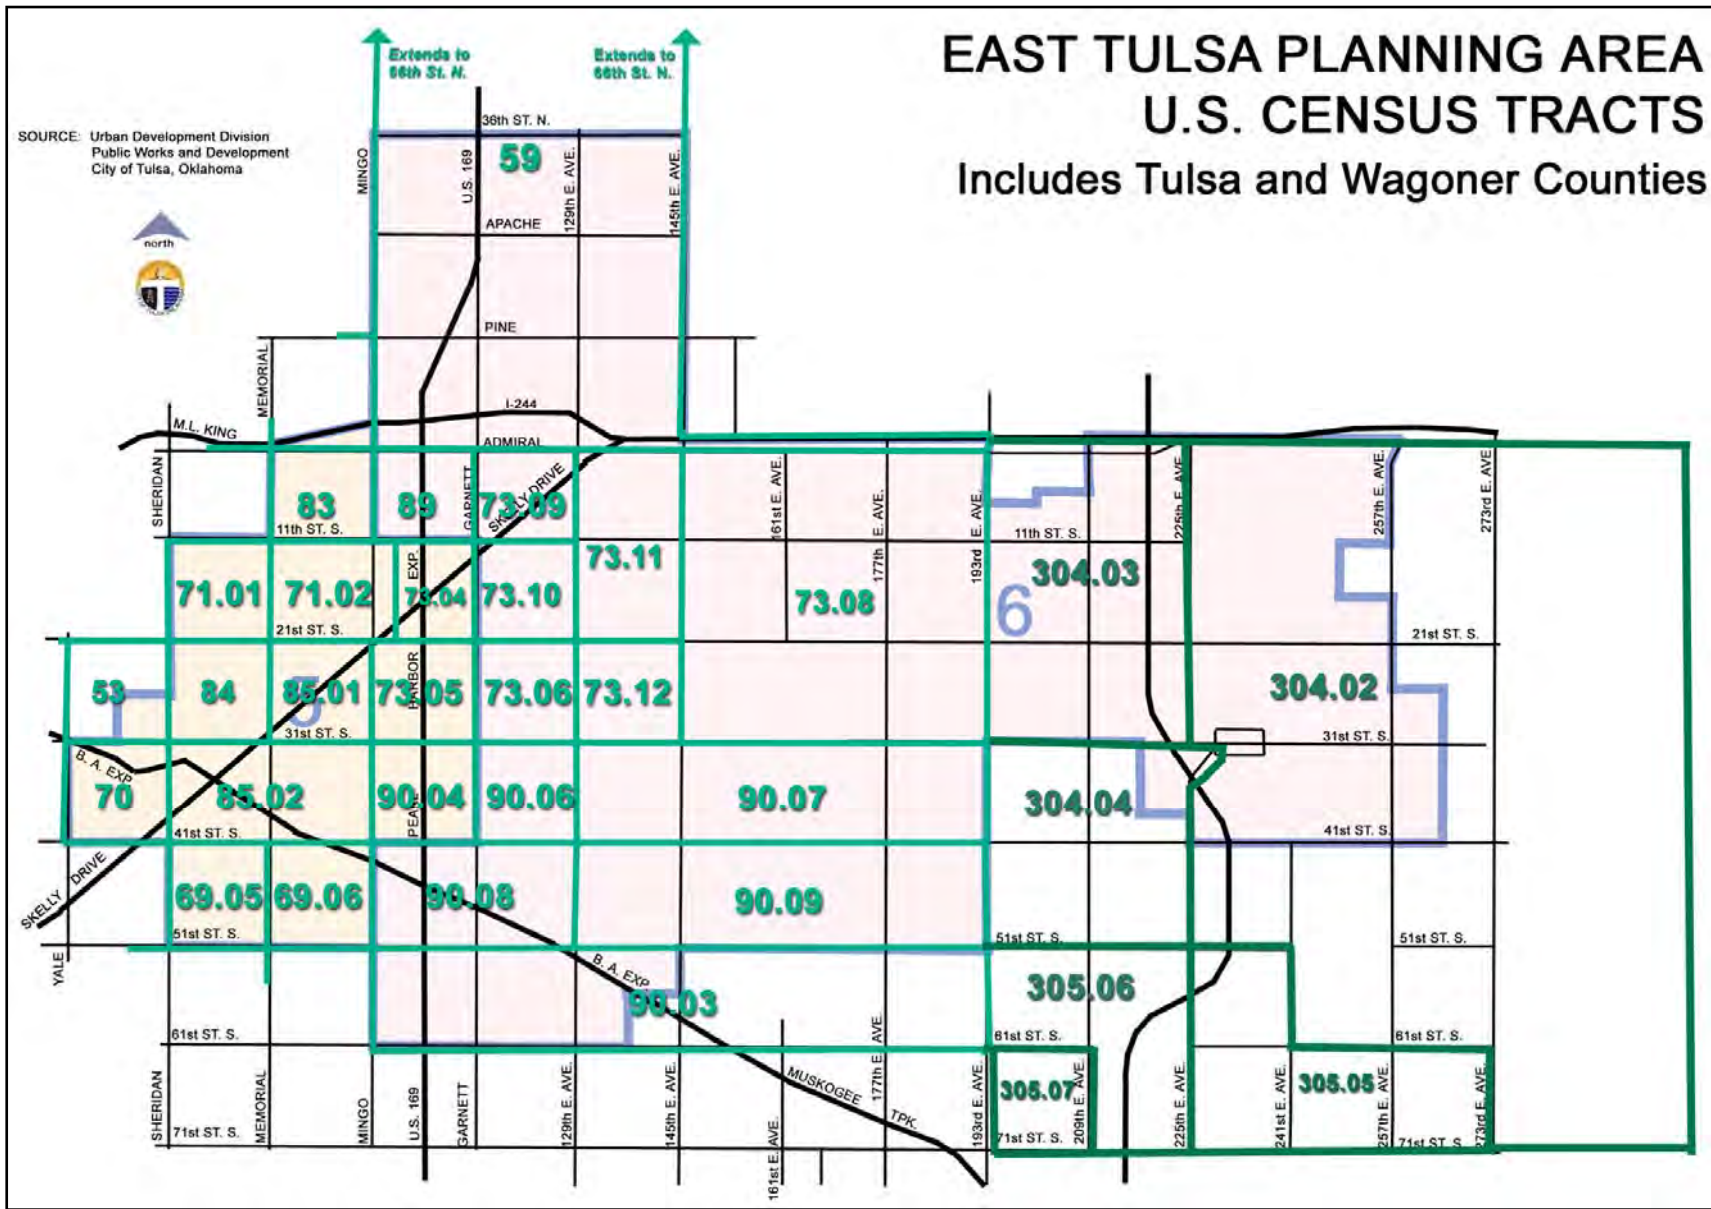 EAST TULSA PLANNING AREA
U.S. CENSUS TRACTS
Includes Tulsa and Wagoner Counties
Extends to
66th St. N.
Extends to
66th St. N.
SOURCE: Urban Development Division
Public Works and Development
City of Tulsa, Oklahoma
north
36th ST. N.
MINGO
U.S. 169
59
129th E. AVE.
145th E. AVE.
APACHE
PINE
MEMORIAL
I-244
M.L. KING
ADMIRAL
SHERIDAN
83
89
GARNETT
73.09
SKELLY DRIVE
161st E. AVE.
177th E. AVE.
193rd E. AVE.
225th E. AVE.
257th E. AVE.
273rd E. AVE.
11th ST. S.
11th ST. S.
71.01
71.02
EXP.
73.04
73.10
73.11
73.08
304.03
6
21st ST. S.
21st ST. S.
53
84
85.01
5
HARBOR
73.05
73.06
73.12
304.02
31st ST. S.
31st ST. S.
B. A. EXP.
70
85.02
90.04
PEARL
90.06
90.07
304.04
41st ST. S.
41st ST. S.
SKELLY DRIVE
69.05
69.06
90.08
90.09
51st ST. S.
51st ST. S.
51st ST. S.
YALE
B. A. EXP.
90.03
305.06
61st ST. S.
61st ST. S.
61st ST. S.
SHERIDAN
MEMORIAL
MINGO
U.S. 169
GARNETT
129th E. AVE.
145th E. AVE.
161st E. AVE.
MUSKOGEE TPK.
177th E. AVE.
193rd E. AVE.
305.07
209th E. AVE.
225th E. AVE.
241st E. AVE.
305.05
257th E. AVE.
273rd E. AVE.
71st ST. S.
71st ST. S.
71st ST. S.